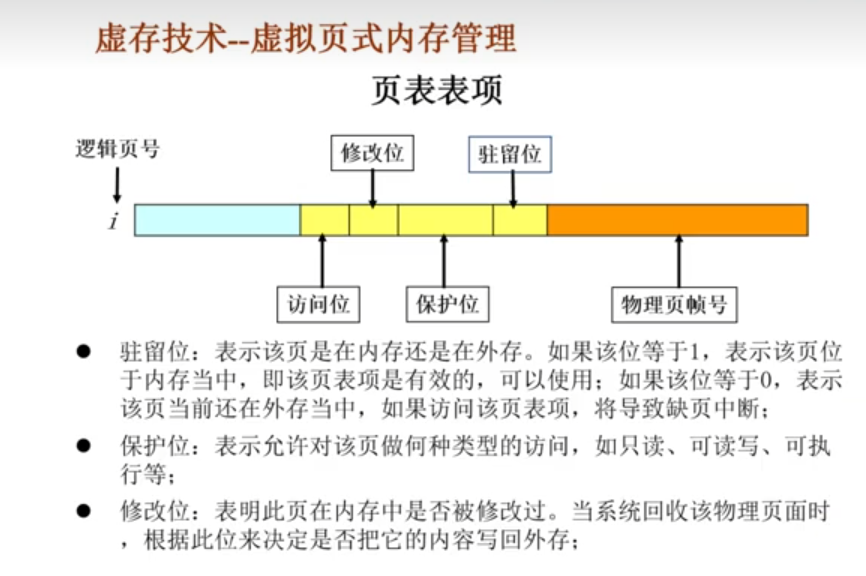 虚存技术--虚拟页式内存管理
页表表项
逻辑页号
修改位
驻留位
i
访问位
保护位
物理页帧号
● 驻留位：表示该页是在内存还是在外存。如果该位等于1，表示该页位
于内存当中，即该页表项是有效的，可以使用；如果该位等于0，表示
该页当前还在外存当中，如果访问该页表项，将导致缺页中断；
● 保护位：表示允许对该页做何种类型的访问，如只读、可读写、可执
行等；
● 修改位：表明此页在内存中是否被修改过。当系统回收该物理页面时
，根据此位来决定是否把它的内容写回外存；